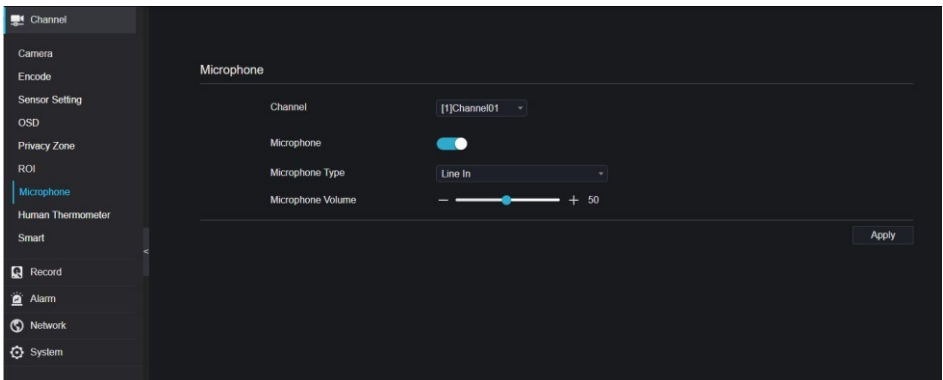 Channel
Camera
Encode
Sensor Setting
OSD
Privacy Zone
ROI
Microphone
Human Thermometer
Smart
Record
Alarm
Network
System
Microphone
Channel [1]Channel01
Microphone
Microphone Type Line In
Microphone Volume 50
Apply